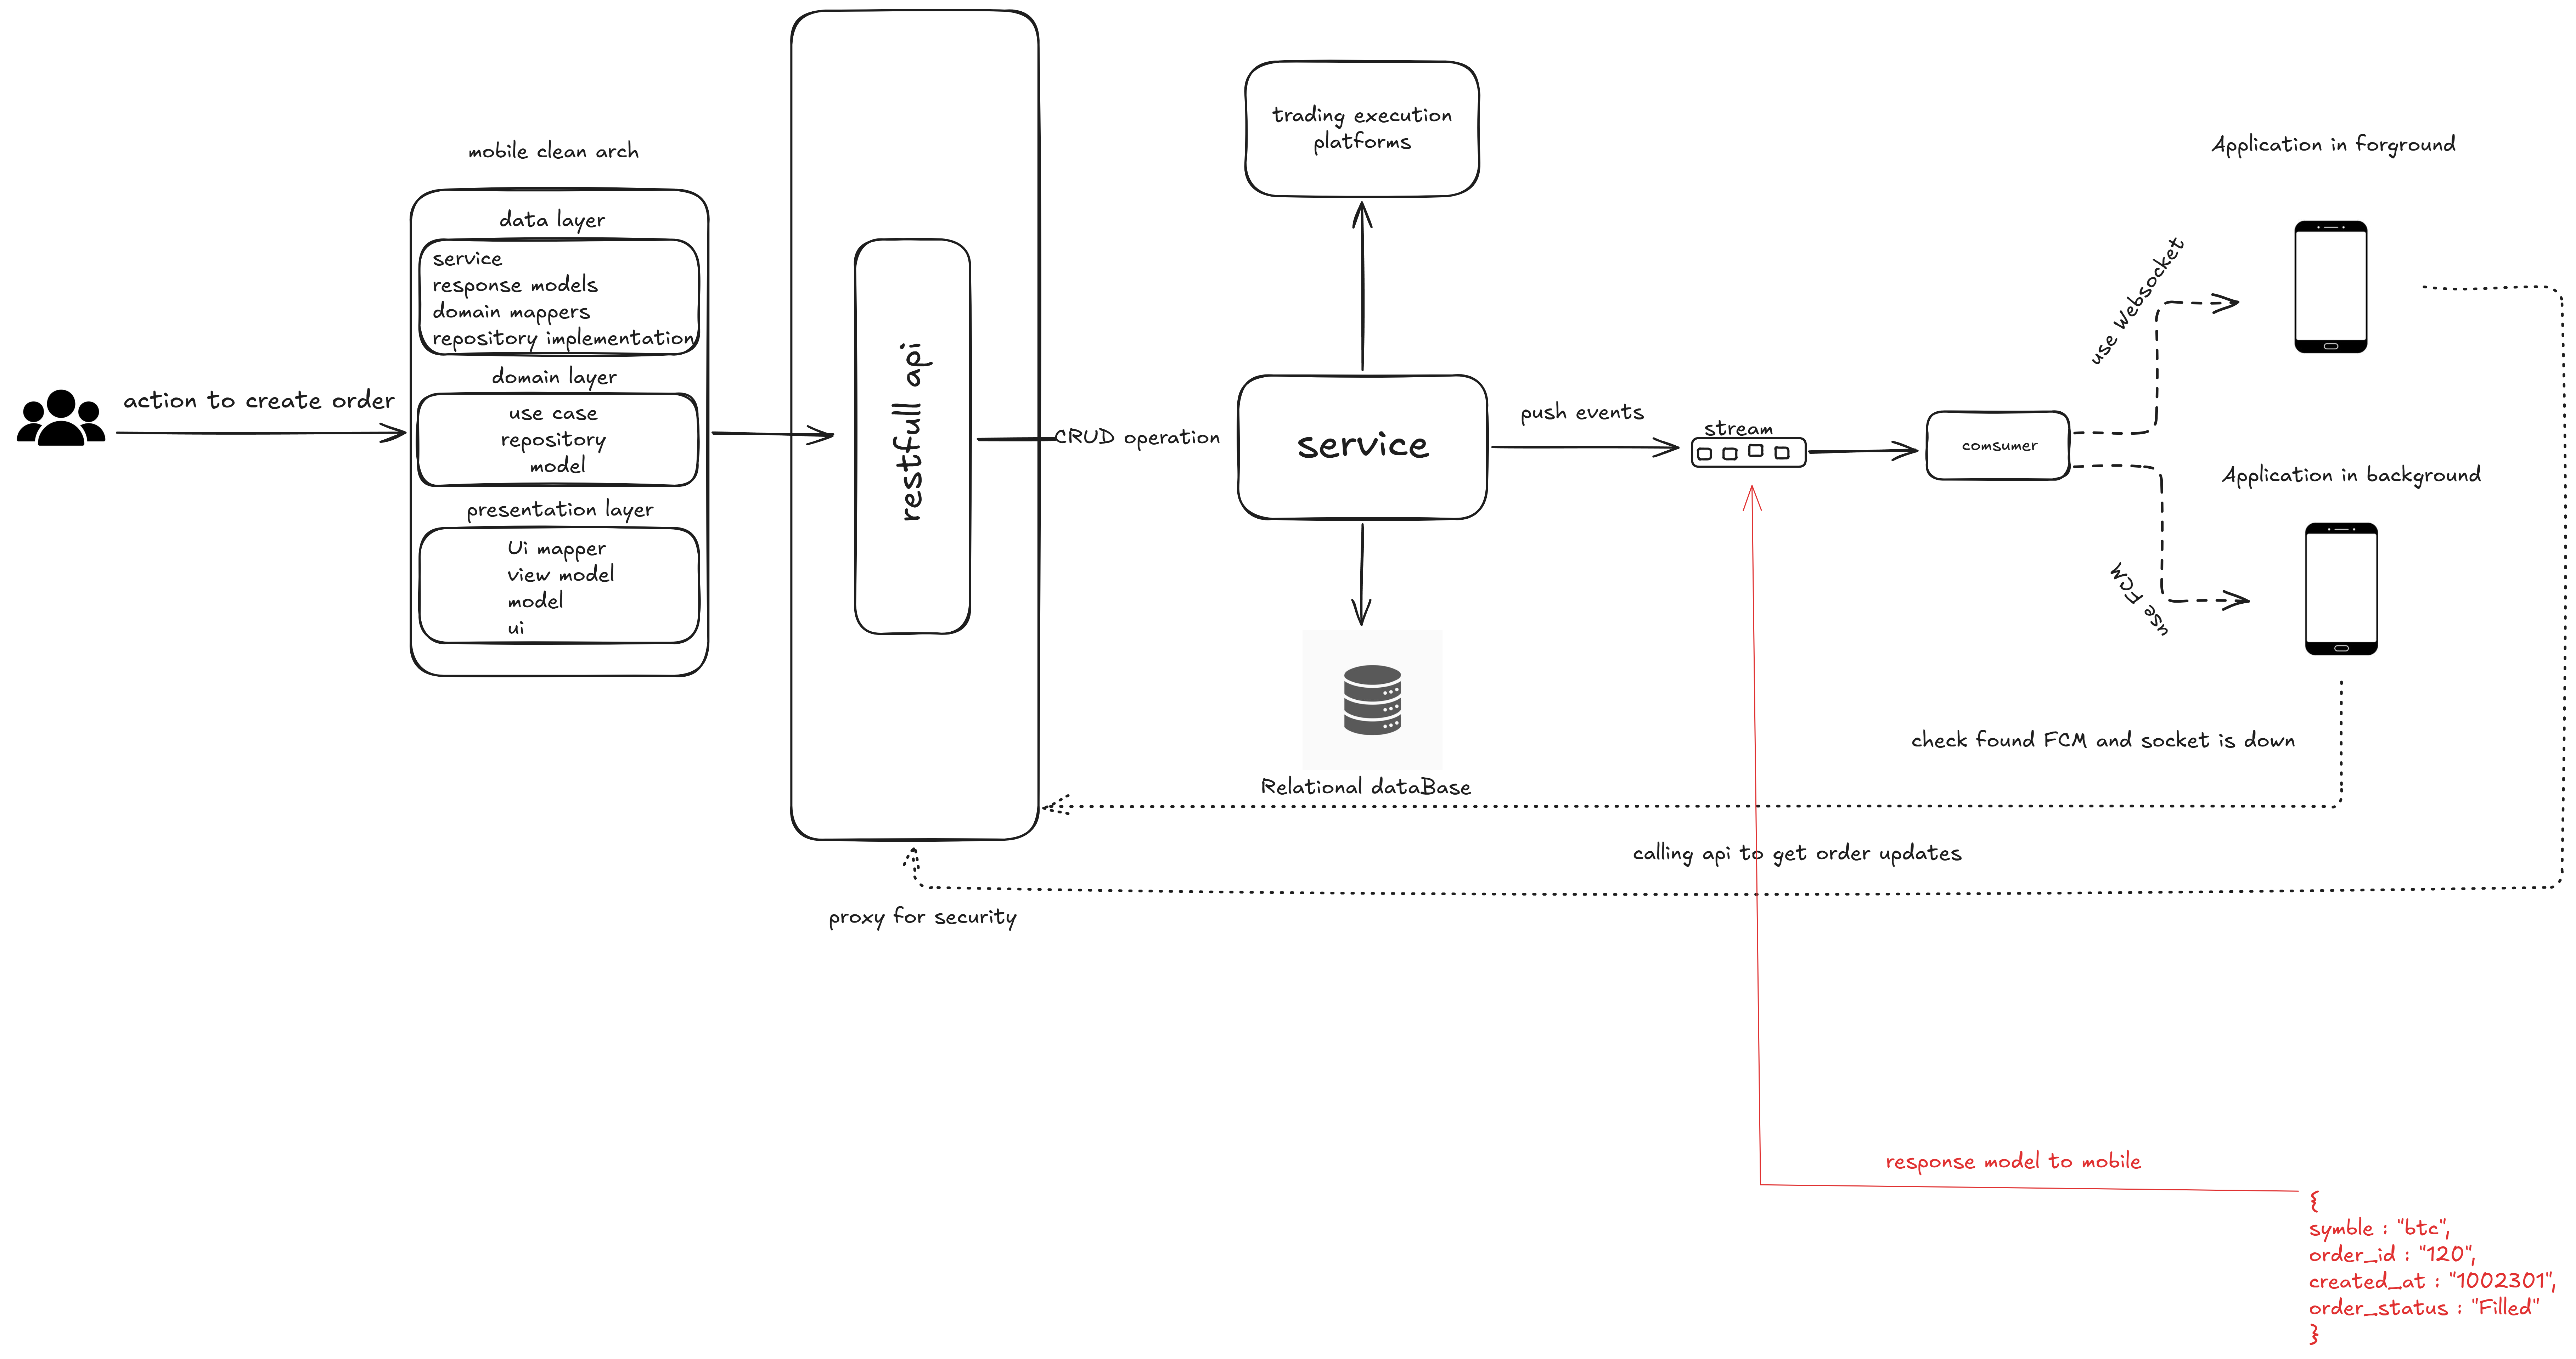 action to create order
mobile clean arch
data layer
service
response models
domain mappers
repository implementation
domain layer
use case
repository
model
presentation layer
Ui mapper
view model
model
ui
restfull api
proxy for security
CRUD operation
trading execution
platforms
service
Relational dataBase
push events
stream
comsumer
use Websocket
use FCM
Application in forground
Application in background
check found FCM and socket is down
calling api to get order updates
response model to mobile
{
symble : "btc",
order_id : "120",
created_at : "1002301",
order_status : "Filled"
}